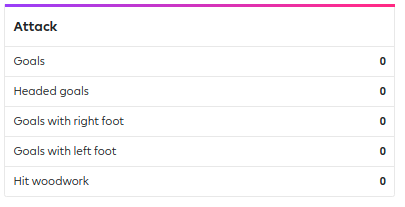 Attack
Goals 0
Headed goals 0
Goals with right foot 0
Goals with left foot 0
Hit woodwork 0